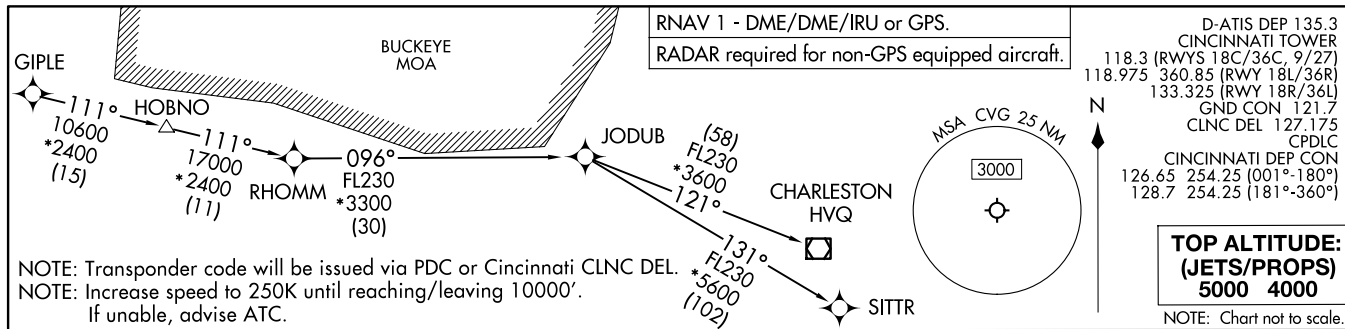 RNAV 1 - DME/DME/IRU or GPS.
RADAR required for non-GPS equipped aircraft.
D-ATIS DEP 135.3
CINCINNATI TOWER
118.3 (RWYS 18C/36C, 9/27)
118.975 360.85 (RWY 18L/36R)
133.325 (RWY 18R/36L)
GND CON 121.7
CLNC DEL 127.175
CPDLC
CINCINNATI DEP CON
126.65 254.25 (001°-180°)
128.7 254.25 (181°-360°)
BUCKEYE
MOA
GIPLE
111°
10600
*2400
(15)
HOBNO
111°
17000
*2400
(11)
RHOMM
096°
FL230
*3300
(30)
JODUB
(58)
FL230
*3600
121°
CHARLESTON
HVQ
131°
FL230
*5600
(102)
SITTR
MSA CVG 25 NM
3000
N
TOP ALTITUDE:
(JETS/PROPS)
5000 4000
NOTE: Chart not to scale.
NOTE: Transponder code will be issued via PDC or Cincinnati CLNC DEL.
NOTE: Increase speed to 250K until reaching/leaving 10000'.
If unable, advise ATC.